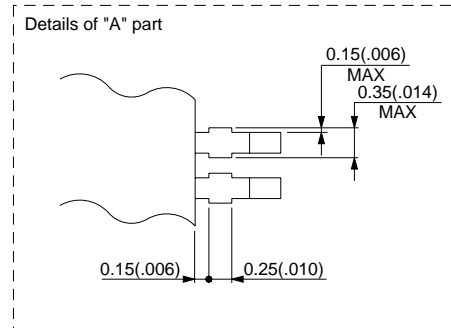 Details of "A" part
0.15(.006)
MAX
0.35(.014)
MAX
0.15(.006)
0.25(.010)